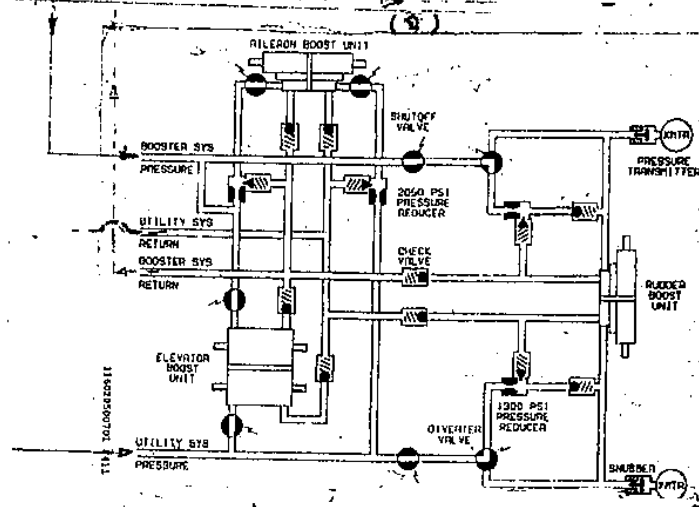 AILERON BOOST UNIT
SHUTOFF
VALVE
XMTR
PRESSURE
TRANSMITTER
BOOSTER SYS
PRESSURE
2050 PSI
PRESSURE
REDUCER
UTILITY SYS
RETURN
BOOSTER SYS
RETURN
CHECK
VALVE
RUDDER
BOOST
UNIT
ELEVATOR
BOOST
UNIT
1300 PSI
PRESSURE
REDUCER
DIVERTER
VALVE
UTILITY SYS
PRESSURE
SNUBBER
XMTR